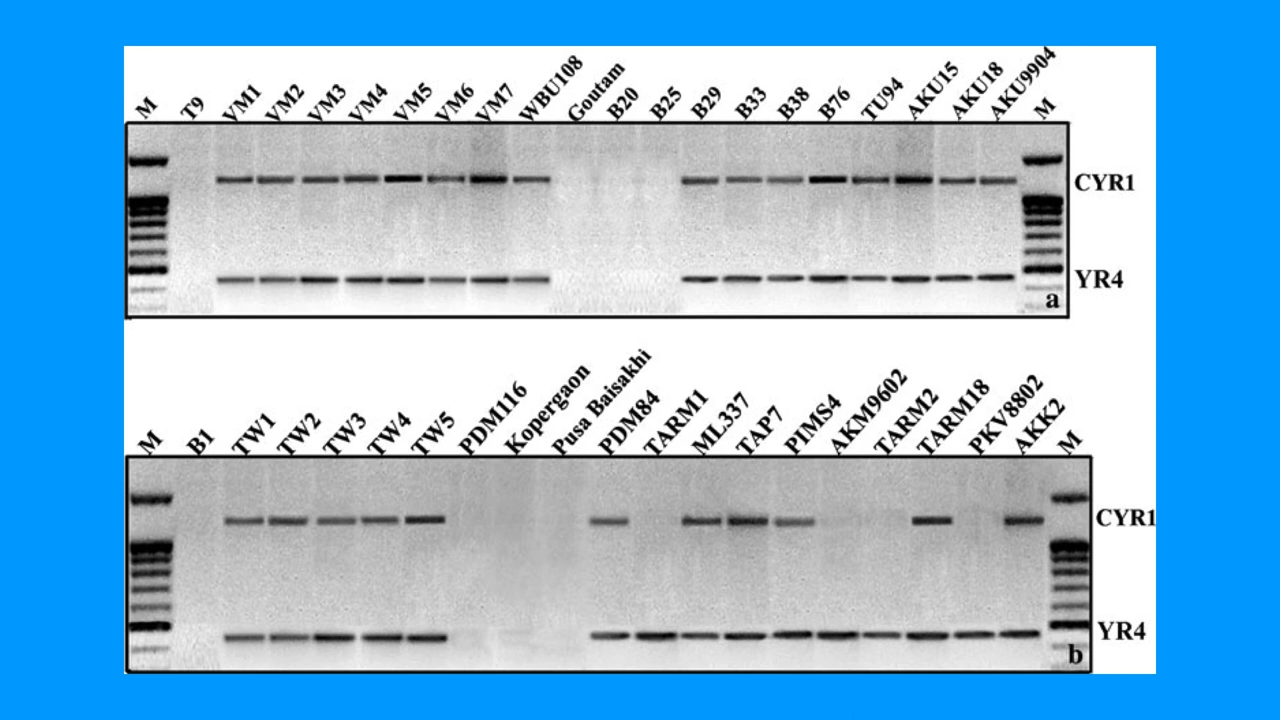 M T9 VM1 VM2 VM3 VM4 VM5 VM6 VM7 WBU108 Goutam B20 B25 B29 B33 B38 B76 TU94 AKU15 AKU18 AKU9904 M
CYR1
YR4
a
M B1 TW1 TW2 TW3 TW4 TW5 PDM116 Kopergaon Pusa Baisakhi PDM84 TARM1 ML337 TAP7 PIMS4 AKM9602 TARM2 TARM18 PKV8802 AKK2 M
CYR1
YR4
b